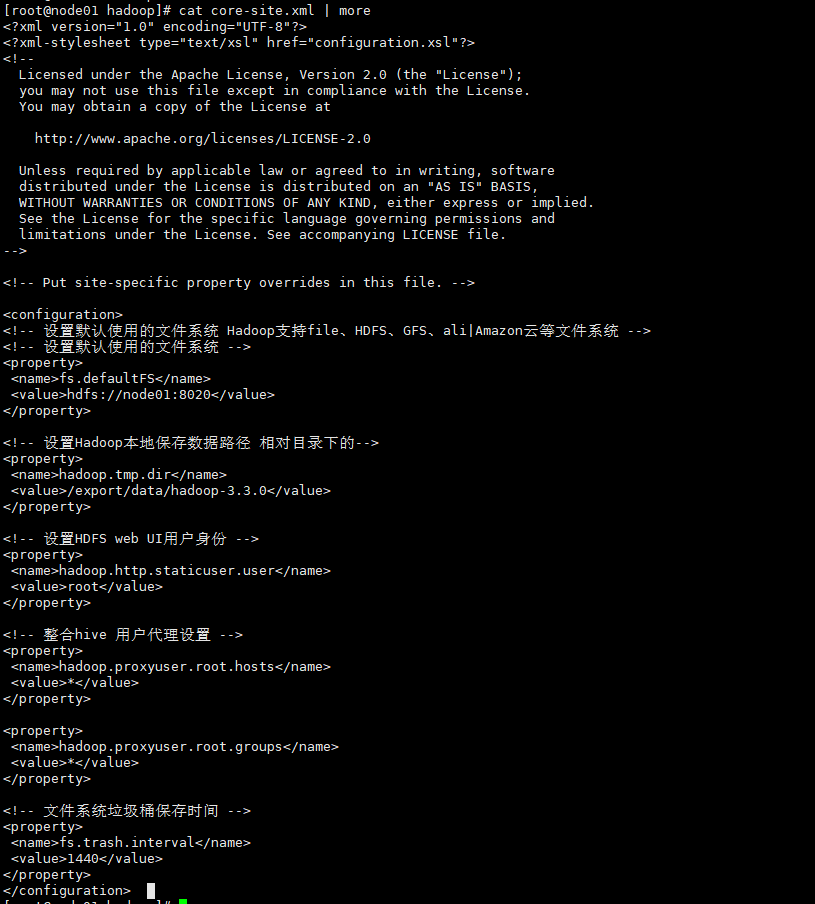 [root@node01 hadoop]# cat core-site.xml | more
<?xml version="1.0" encoding="UTF-8"?>
<?xml-stylesheet type="text/xsl" href="configuration.xsl"?>
<!--
  Licensed under the Apache License, Version 2.0 (the "License");
  you may not use this file except in compliance with the License.
  You may obtain a copy of the License at

    http://www.apache.org/licenses/LICENSE-2.0

  Unless required by applicable law or agreed to in writing, software
  distributed under the License is distributed on an "AS IS" BASIS,
  WITHOUT WARRANTIES OR CONDITIONS OF ANY KIND, either express or implied.
  See the License for the specific language governing permissions and
  limitations under the License. See accompanying LICENSE file.
-->

<!-- Put site-specific property overrides in this file. -->

<configuration>
<!-- 设置默认使用的文件系统 Hadoop支持file、HDFS、GFS、ali|Amazon云等文件系统 -->
<!-- 设置默认使用的文件系统 -->
<property>
 <name>fs.defaultFS</name>
 <value>hdfs://node01:8020</value>
</property>

<!-- 设置Hadoop本地保存数据路径 相对目录下的-->
<property>
 <name>hadoop.tmp.dir</name>
 <value>/export/data/hadoop-3.3.0</value>
</property>

<!-- 设置HDFS web UI用户身份 -->
<property>
 <name>hadoop.http.staticuser.user</name>
 <value>root</value>
</property>

<!-- 整合hive 用户代理设置 -->
<property>
 <name>hadoop.proxyuser.root.hosts</name>
 <value>*</value>
</property>

<property>
 <name>hadoop.proxyuser.root.groups</name>
 <value>*</value>
</property>

<!-- 文件系统垃圾桶保存时间 -->
<property>
 <name>fs.trash.interval</name>
 <value>1440</value>
</property>
</configuration>